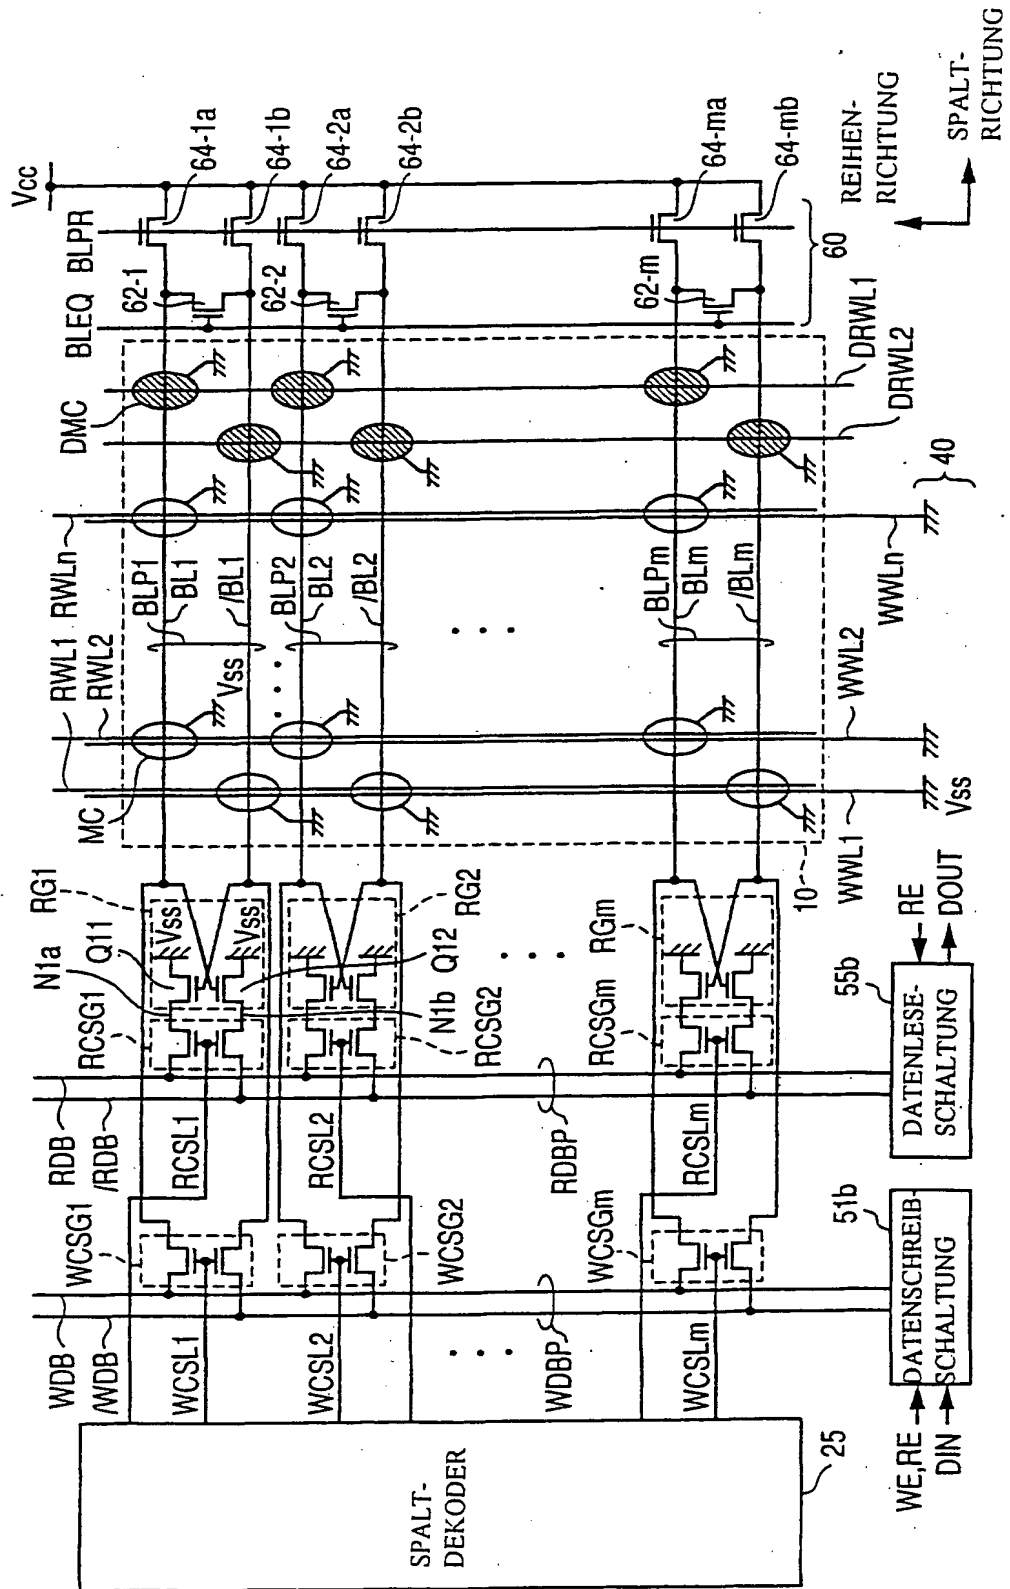 Vcc
BLPR
BLEQ
64-1a
64-1b
64-2a
64-2b
64-ma
64-mb
62-1
62-2
62-m
60
REIHEN-
RICHTUNG
SPALT-
RICHTUNG
DMC
DRWL1
DRWL2
40
RWL1
RWL2
RWLn
BLP1
BL1
/BL1
BLP2
BL2
/BL2
BLPm
BLm
/BLm
Vss
MC
WWLn
WWL2
WWL1
Vss
10
RG1
Q11
N1a
Vss
Vss
Q12
N1b
RG2
RGm
RCSG1
RCSG2
RCSGm
RDB
/RDB
RCSL1
RCSL2
RCSLm
RDBP
RE
DOUT
55b
DATENLESE-
SCHALTUNG
WCSG1
WCSG2
WCSGm
WDB
/WDB
WCSL1
WCSL2
WCSLm
WDBP
51b
DATENSCHREIB-
SCHALTUNG
WE,RE
DIN
SPALT-
DEKODER
25